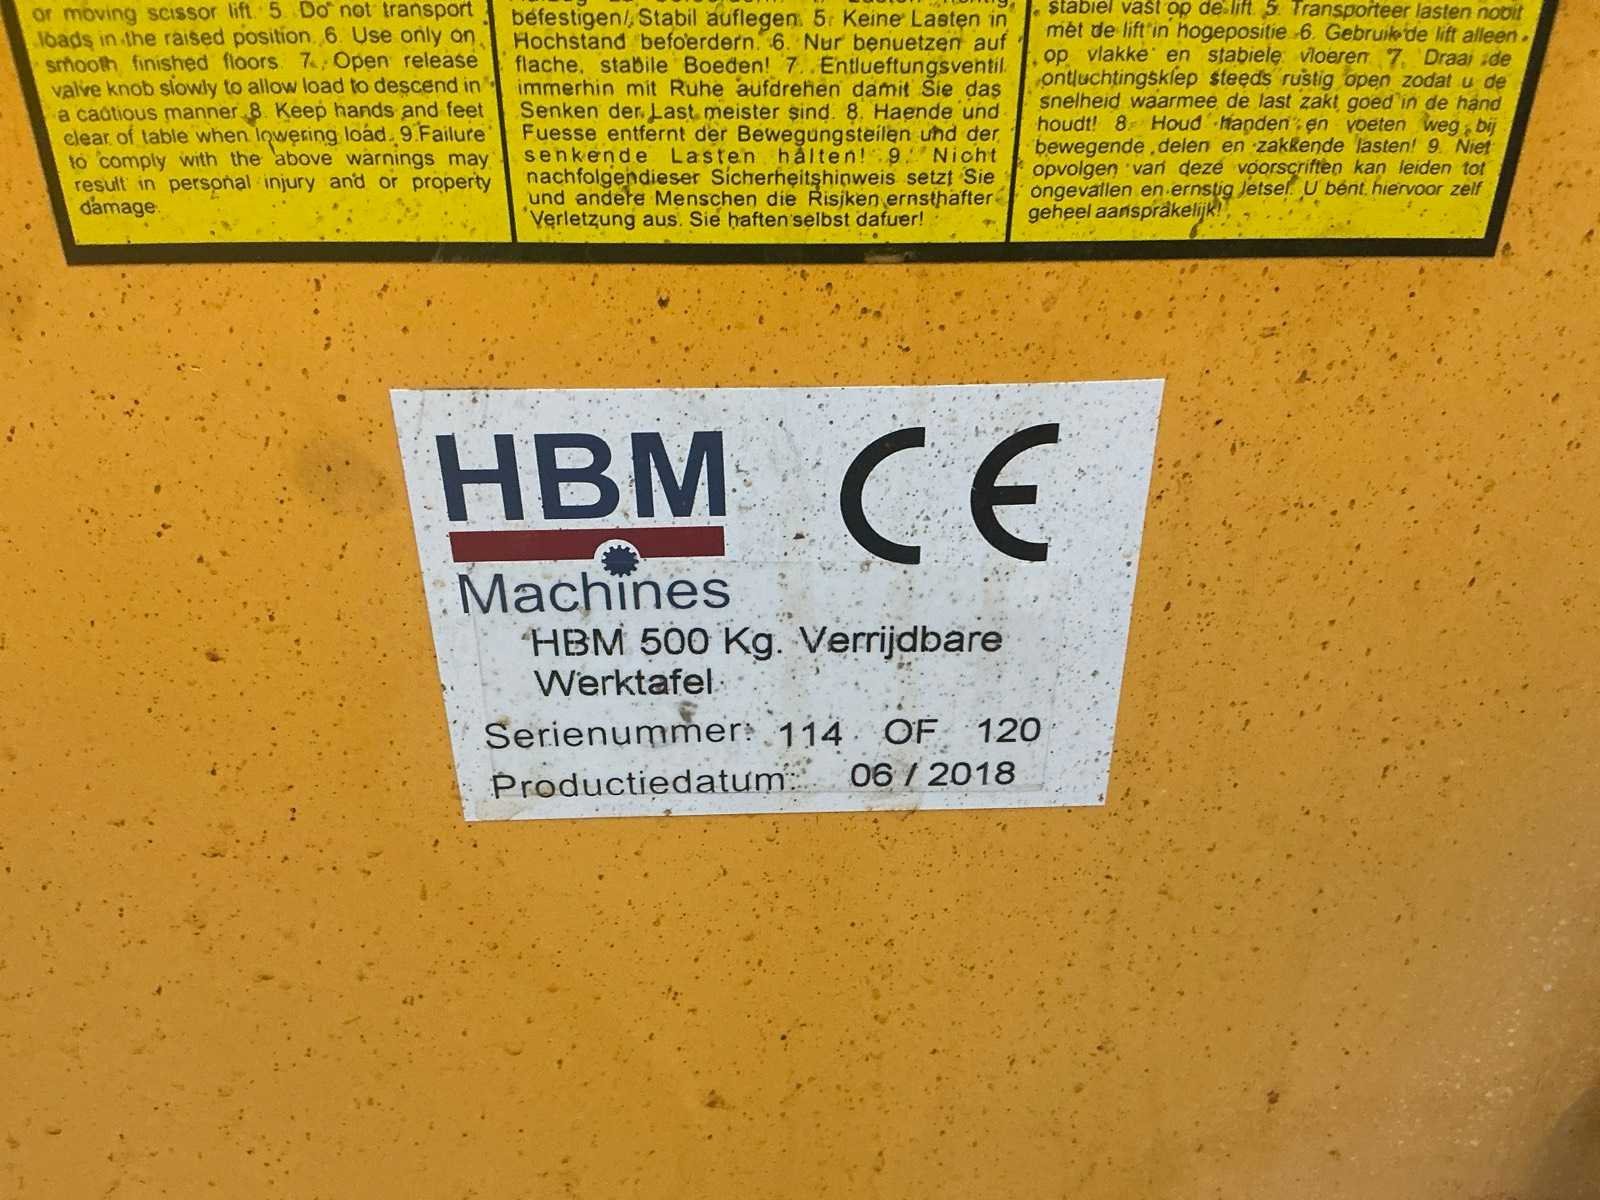 or moving scissor lift. 5. Do not transport
loads in the raised position. 6. Use only on
smooth finished floors. 7. Open release
valve knob slowly to allow load to descend in
a cautious manner. 8. Keep hands and feet
clear of table when lowering load. 9.Failure
to comply with the above warnings may
result in personal injury and or property
damage.
befestigen/ Stabil auflegen. 5. Keine Lasten in
Hochstand befoerdern. 6. Nur benuetzen auf
flache, stabile Boeden! 7. Entlueftungsventil
immerhin mit Ruhe aufdrehen damit Sie das
Senken der Last meister sind. 8. Haende und
Fuesse entfernt der Bewegungsteilen und der
senkende Lasten halten! 9. Nicht
nachfolgendieser Sicherheitshinweis setzt Sie
und andere Menschen die Risiken ernsthafter
Verletzung aus. Sie haften selbst dafuer!
stabiel vast op de lift. 5. Transporteer lasten nooit
met de lift in hogepositie. 6. Gebruik de lift alleen
op vlakke en stabiele vloeren. 7. Draai de
ontluchtingsklep steeds rustig open zodat u de
snelheid waarmee de last zakt goed in de hand
houdt! 8. Houd handen en voeten weg bij
bewegende delen en zakkende lasten! 9. Niet
opvolgen van deze voorschriften kan leiden tot
ongevallen en ernstig letsel. U bent hiervoor zelf
geheel aansprakelijk!
HBM
Machines
CE
HBM 500 Kg. Verrijdbare
Werktafel
Serienummer: 114 OF 120
Productiedatum: 06 / 2018